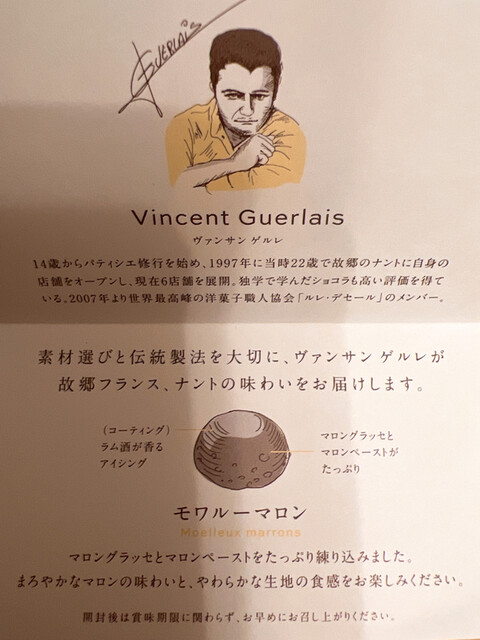 GUERLAIS
Vincent Guerlais
ヴァンサン ゲルレ
14歳からパティシエ修行を始め、1997年に当時22歳で故郷のナントに自身の
店舗をオープンし、現在6店舗を展開。独学で学んだショコラも高い評価を得て
いる。2007年より世界最高峰の洋菓子職人協会「ルレ・デセール」のメンバー。
素材選びと伝統製法を大切に、ヴァンサン ゲルレが
故郷フランス、ナントの味わいをお届けします。
(コーティング)
ラム酒が香る
アイシング
マロングラッセと
マロンペーストが
たっぷり
モワルーマロン
Moelleux marrons
マロングラッセとマロンペーストをたっぷり練り込みました。
まろやかなマロンの味わいと、やわらかな生地の食感をお楽しみください。
開封後は賞味期限に関わらず、お早めにお召し上がりください。